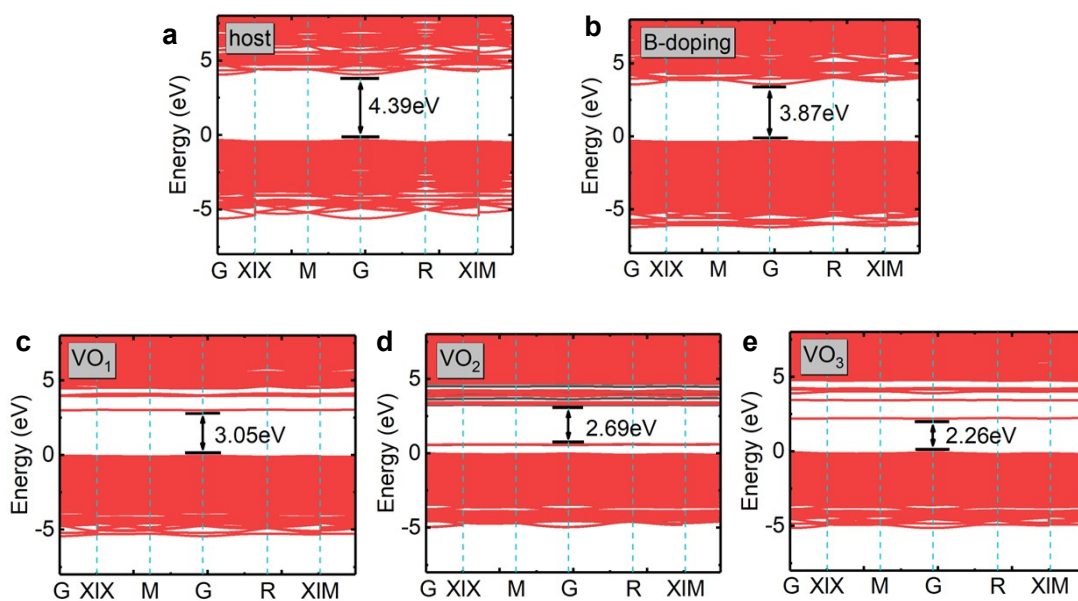 a
host
Energy (eV)
5
0
-5
4.39eV
G XIX M G R XIM
b
B-doping
Energy (eV)
5
0
-5
3.87eV
G XIX M G R XIM
c
VO₁
Energy (eV)
5
0
-5
3.05eV
G XIX M G R XIM
d
VO₂
Energy (eV)
5
0
-5
2.69eV
G XIX M G R XIM
e
VO₃
Energy (eV)
5
0
-5
2.26eV
G XIX M G R XIM